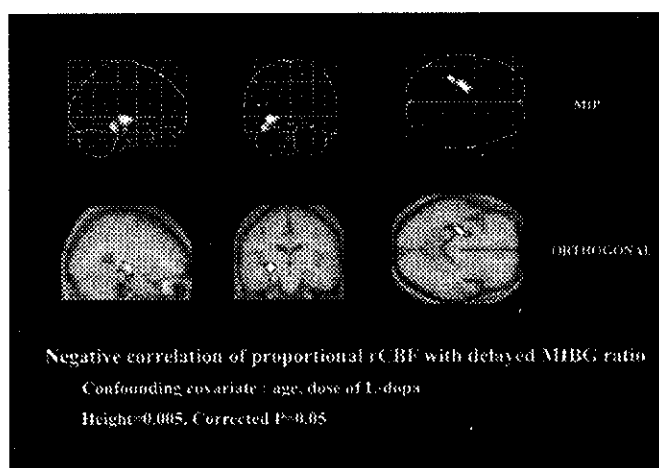 MIP
ORTHOGONAL
Negative correlation of proportional rCBF with delayed MIBG ratio
Confounding covariate : age, dose of L-dopa
Height=0.005, Corrected P=0.05